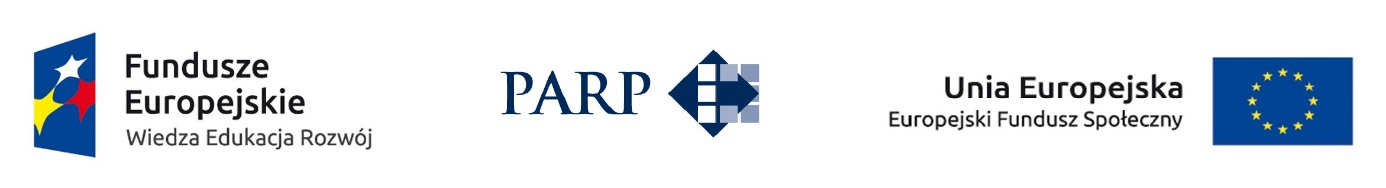 Fundusze
Europejskie
Wiedza Edukacja Rozwój
PARP
Unia Europejska
Europejski Fundusz Społeczny